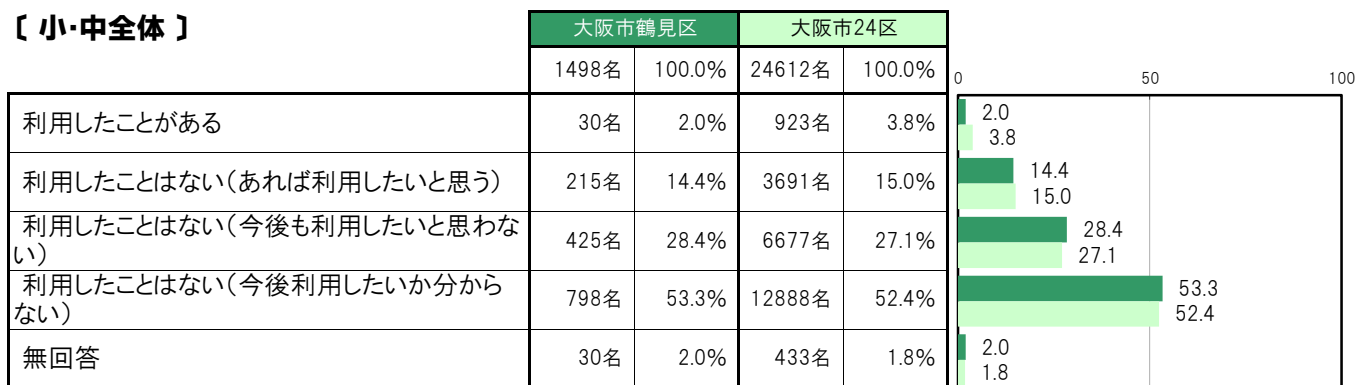 〔 小・中全体 〕
大阪市鶴見区 大阪市24区
1498名 100.0% 24612名 100.0%
0 50 100
利用したことがある 30名 2.0% 923名 3.8%
2.0
3.8
利用したことはない（あれば利用したいと思う） 215名 14.4% 3691名 15.0%
14.4
15.0
利用したことはない（今後も利用したいと思わな
い） 425名 28.4% 6677名 27.1%
28.4
27.1
利用したことはない（今後利用したいか分から
ない） 798名 53.3% 12888名 52.4%
53.3
52.4
無回答 30名 2.0% 433名 1.8%
2.0
1.8